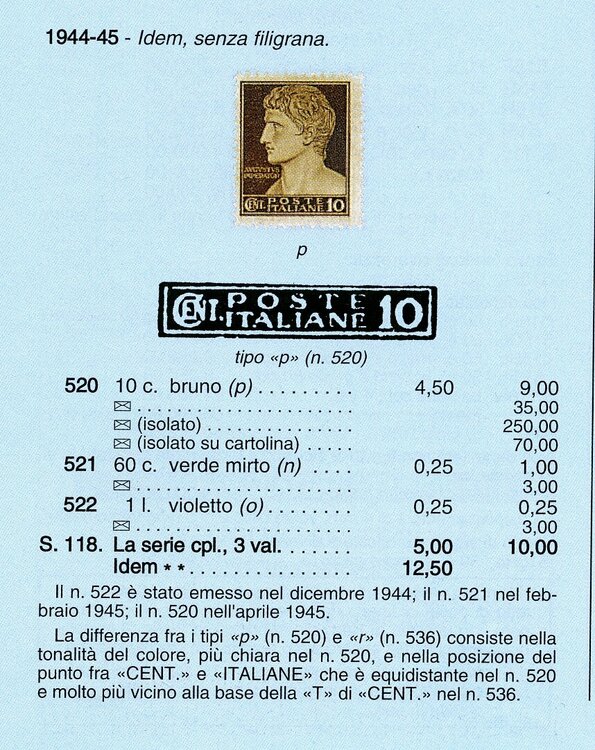 1944-45 - Idem, senza filigrana.
AVGVSTVS
IMPERATOR
CENT. POSTE
ITALIANE 10
p
CENT. POSTE
ITALIANE 10
tipo «p» (n. 520)
520 10 c. bruno (p) . . . . . . . . . 4,50 9,00
✉ . . . . . . . . . . . . . . . . . . . . . . 35,00
✉ (isolato) . . . . . . . . . . . . . . . 250,00
✉ (isolato su cartolina) . . . . . 70,00
521 60 c. verde mirto (n) . . . . 0,25 1,00
✉ . . . . . . . . . . . . . . . . . . . . . . 3,00
522 1 l. violetto (o) . . . . . . . . . 0,25 0,25
✉ . . . . . . . . . . . . . . . . . . . . . . 3,00
S. 118. La serie cpl., 3 val. . . . . . . 5,00 10,00
Idem ** . . . . . . . . . . . . . . . . 12,50
Il n. 522 è stato emesso nel dicembre 1944; il n. 521 nel feb-
braio 1945; il n. 520 nell'aprile 1945.
La differenza fra i tipi «p» (n. 520) e «r» (n. 536) consiste nella
tonalità del colore, più chiara nel n. 520, e nella posizione del
punto fra «CENT.» e «ITALIANE» che è equidistante nel n. 520
e molto più vicino alla base della «T» di «CENT.» nel n. 536.